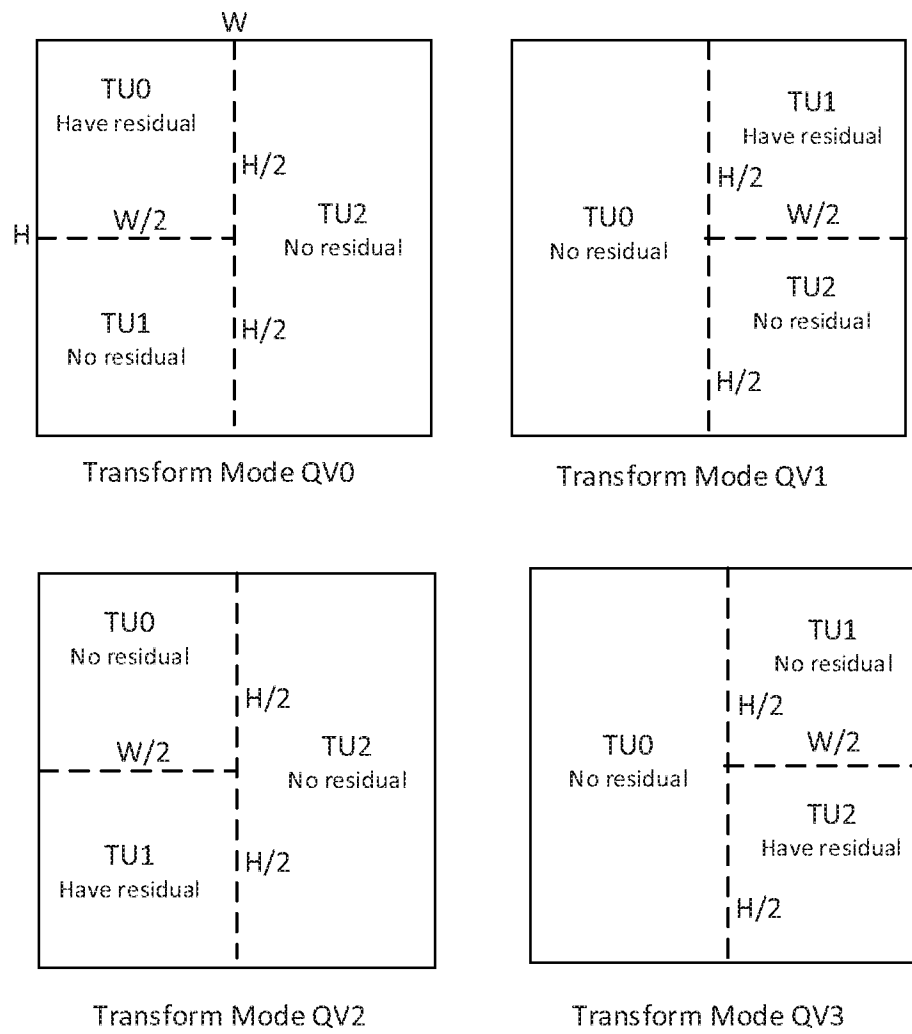 W
TU0
Have residual
H/2
W/2
H
TU2
No residual
TU1
No residual
H/2
Transform Mode QV0
TU1
Have residual
H/2
W/2
TU0
No residual
TU2
No residual
H/2
Transform Mode QV1
TU0
No residual
H/2
W/2
TU2
No residual
TU1
Have residual
H/2
Transform Mode QV2
TU1
No residual
H/2
W/2
TU0
No residual
TU2
Have residual
H/2
Transform Mode QV3